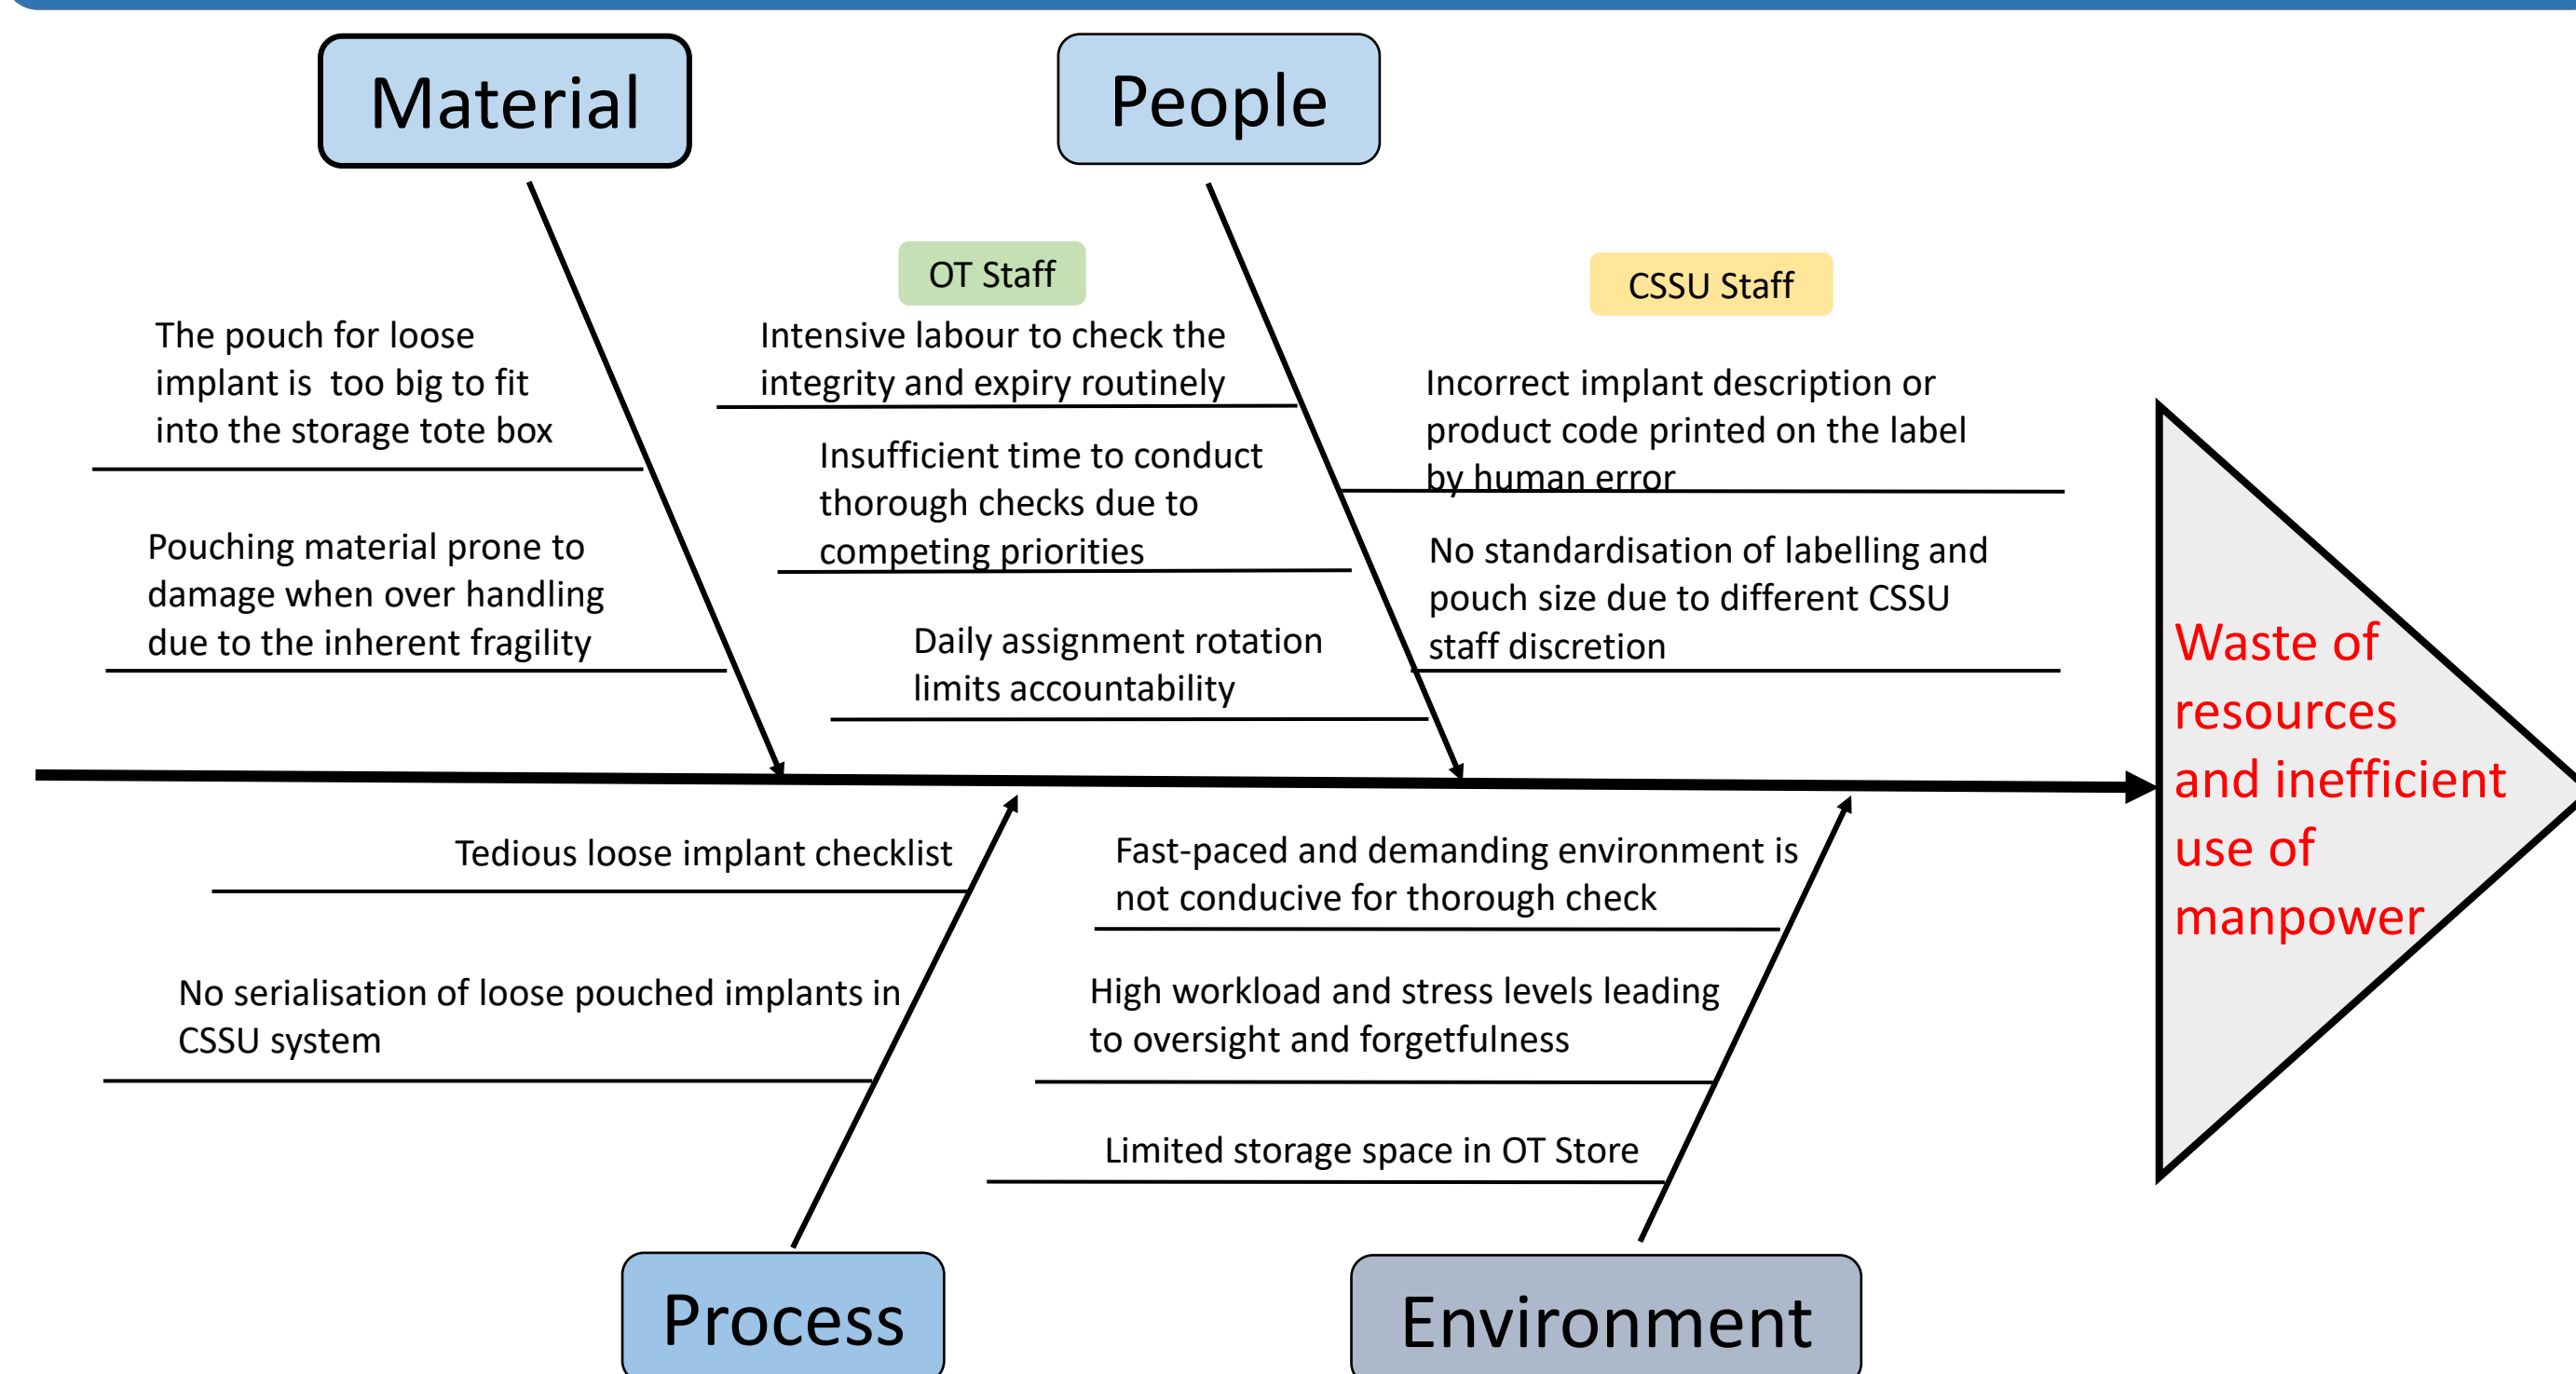 Material
People
OT Staff
CSSU Staff
The pouch for loose
implant is  too big to fit
into the storage tote box
Pouching material prone to
damage when over handling
due to the inherent fragility
Intensive labour to check the
integrity and expiry routinely
Insufficient time to conduct
thorough checks due to
competing priorities
Daily assignment rotation
limits accountability
Incorrect implant description or
product code printed on the label
by human error
No standardisation of labelling and
pouch size due to different CSSU
staff discretion
Waste of
resources
and inefficient
use of
manpower
Tedious loose implant checklist
No serialisation of loose pouched implants in
CSSU system
Fast-paced and demanding environment is
not conducive for thorough check
High workload and stress levels leading
to oversight and forgetfulness
Limited storage space in OT Store
Process
Environment